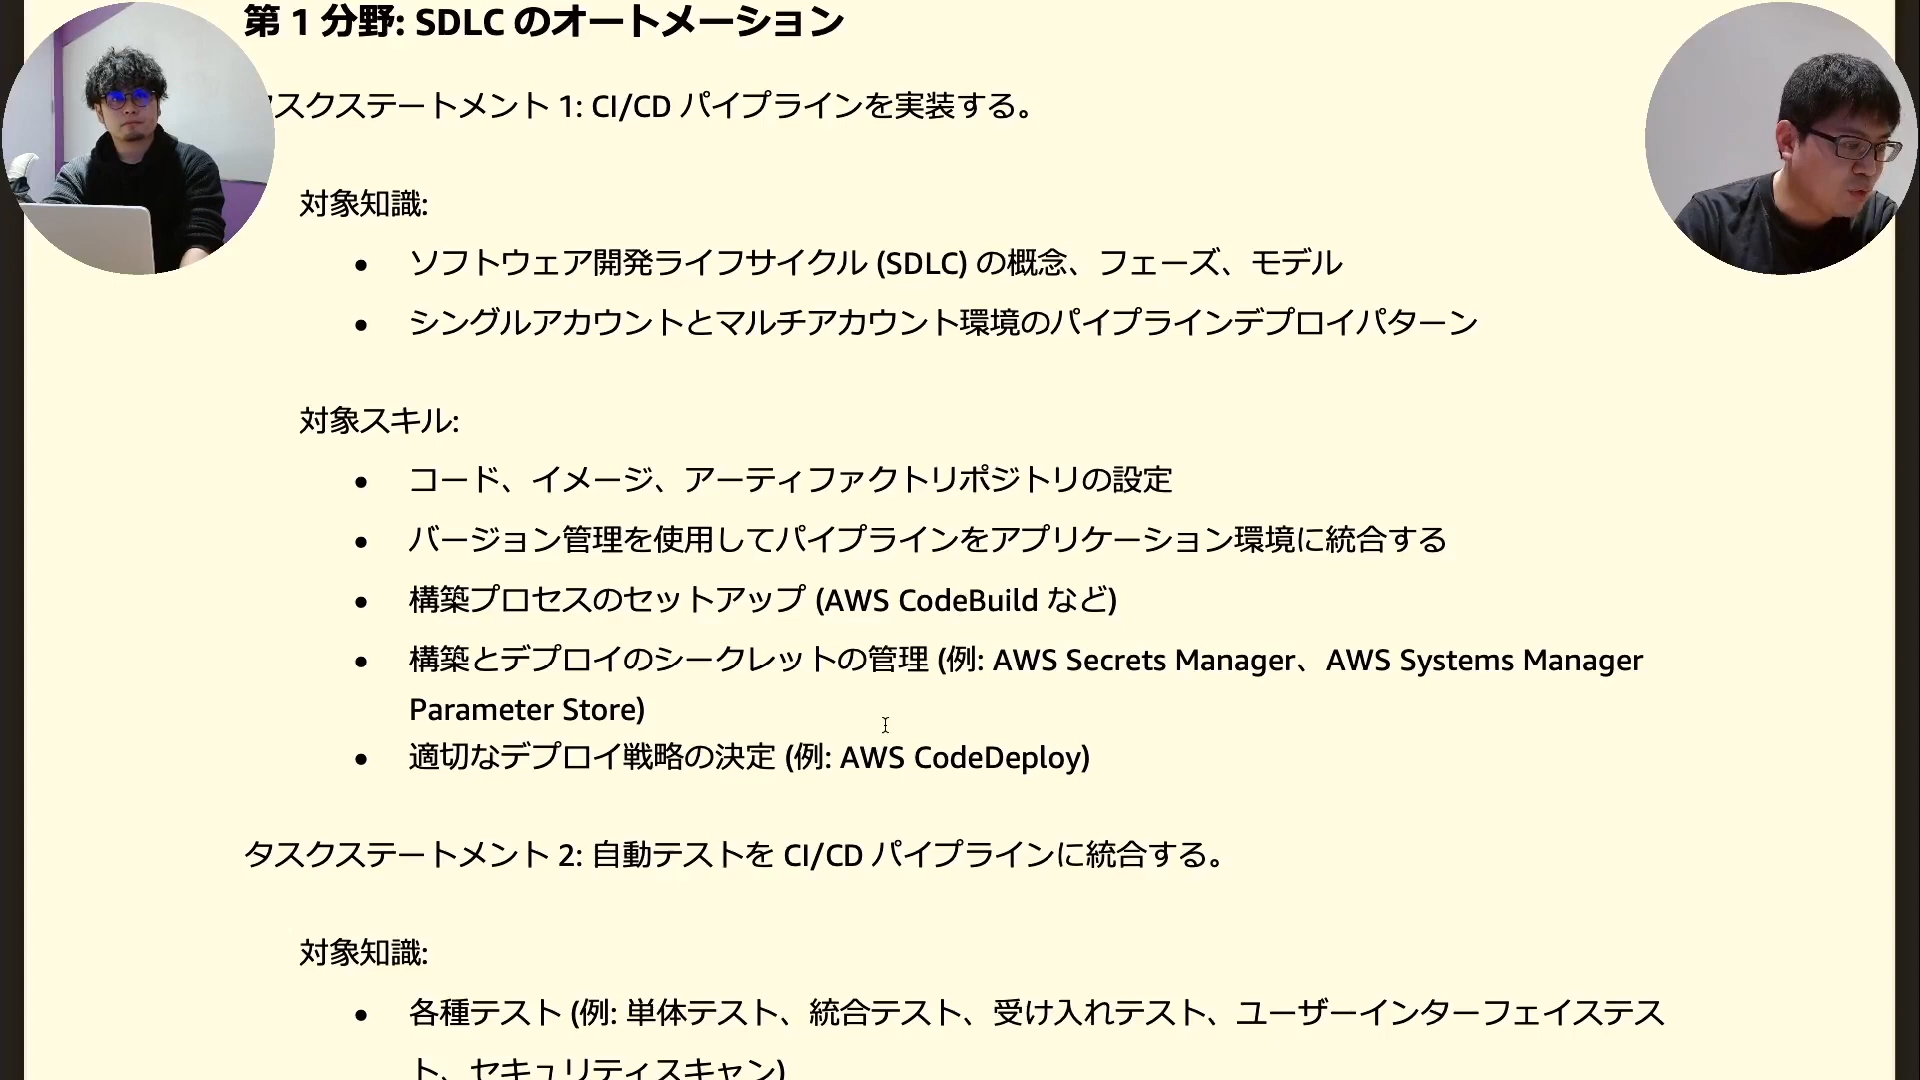 第 1 分野: SDLC のオートメーション
スクステートメント 1: CI/CD パイプラインを実装する。
対象知識:
• ソフトウェア開発ライフサイクル (SDLC) の概念、フェーズ、モデル
• シングルアカウントとマルチアカウント環境のパイプラインデプロイパターン
対象スキル:
• コード、イメージ、アーティファクトリポジトリの設定
• バージョン管理を使用してパイプラインをアプリケーション環境に統合する
• 構築プロセスのセットアップ (AWS CodeBuild など)
• 構築とデプロイのシークレットの管理 (例: AWS Secrets Manager、AWS Systems Manager
Parameter Store)
• 適切なデプロイ戦略の決定 (例: AWS CodeDeploy)
タスクステートメント 2: 自動テストを CI/CD パイプラインに統合する。
対象知識:
• 各種テスト (例: 単体テスト、統合テスト、受け入れテスト、ユーザーインターフェイステス
ト、セキュリティスキャン)